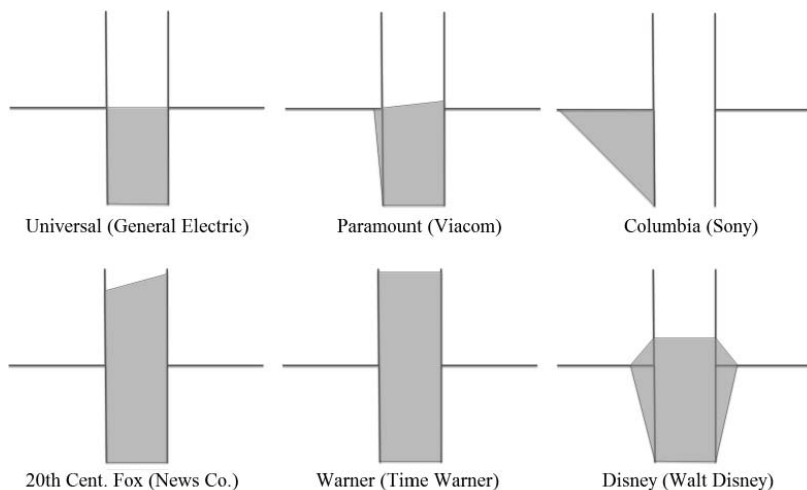 Universal (General Electric)
Paramount (Viacom)
Columbia (Sony)
20th Cent. Fox (News Co.)
Warner (Time Warner)
Disney (Walt Disney)